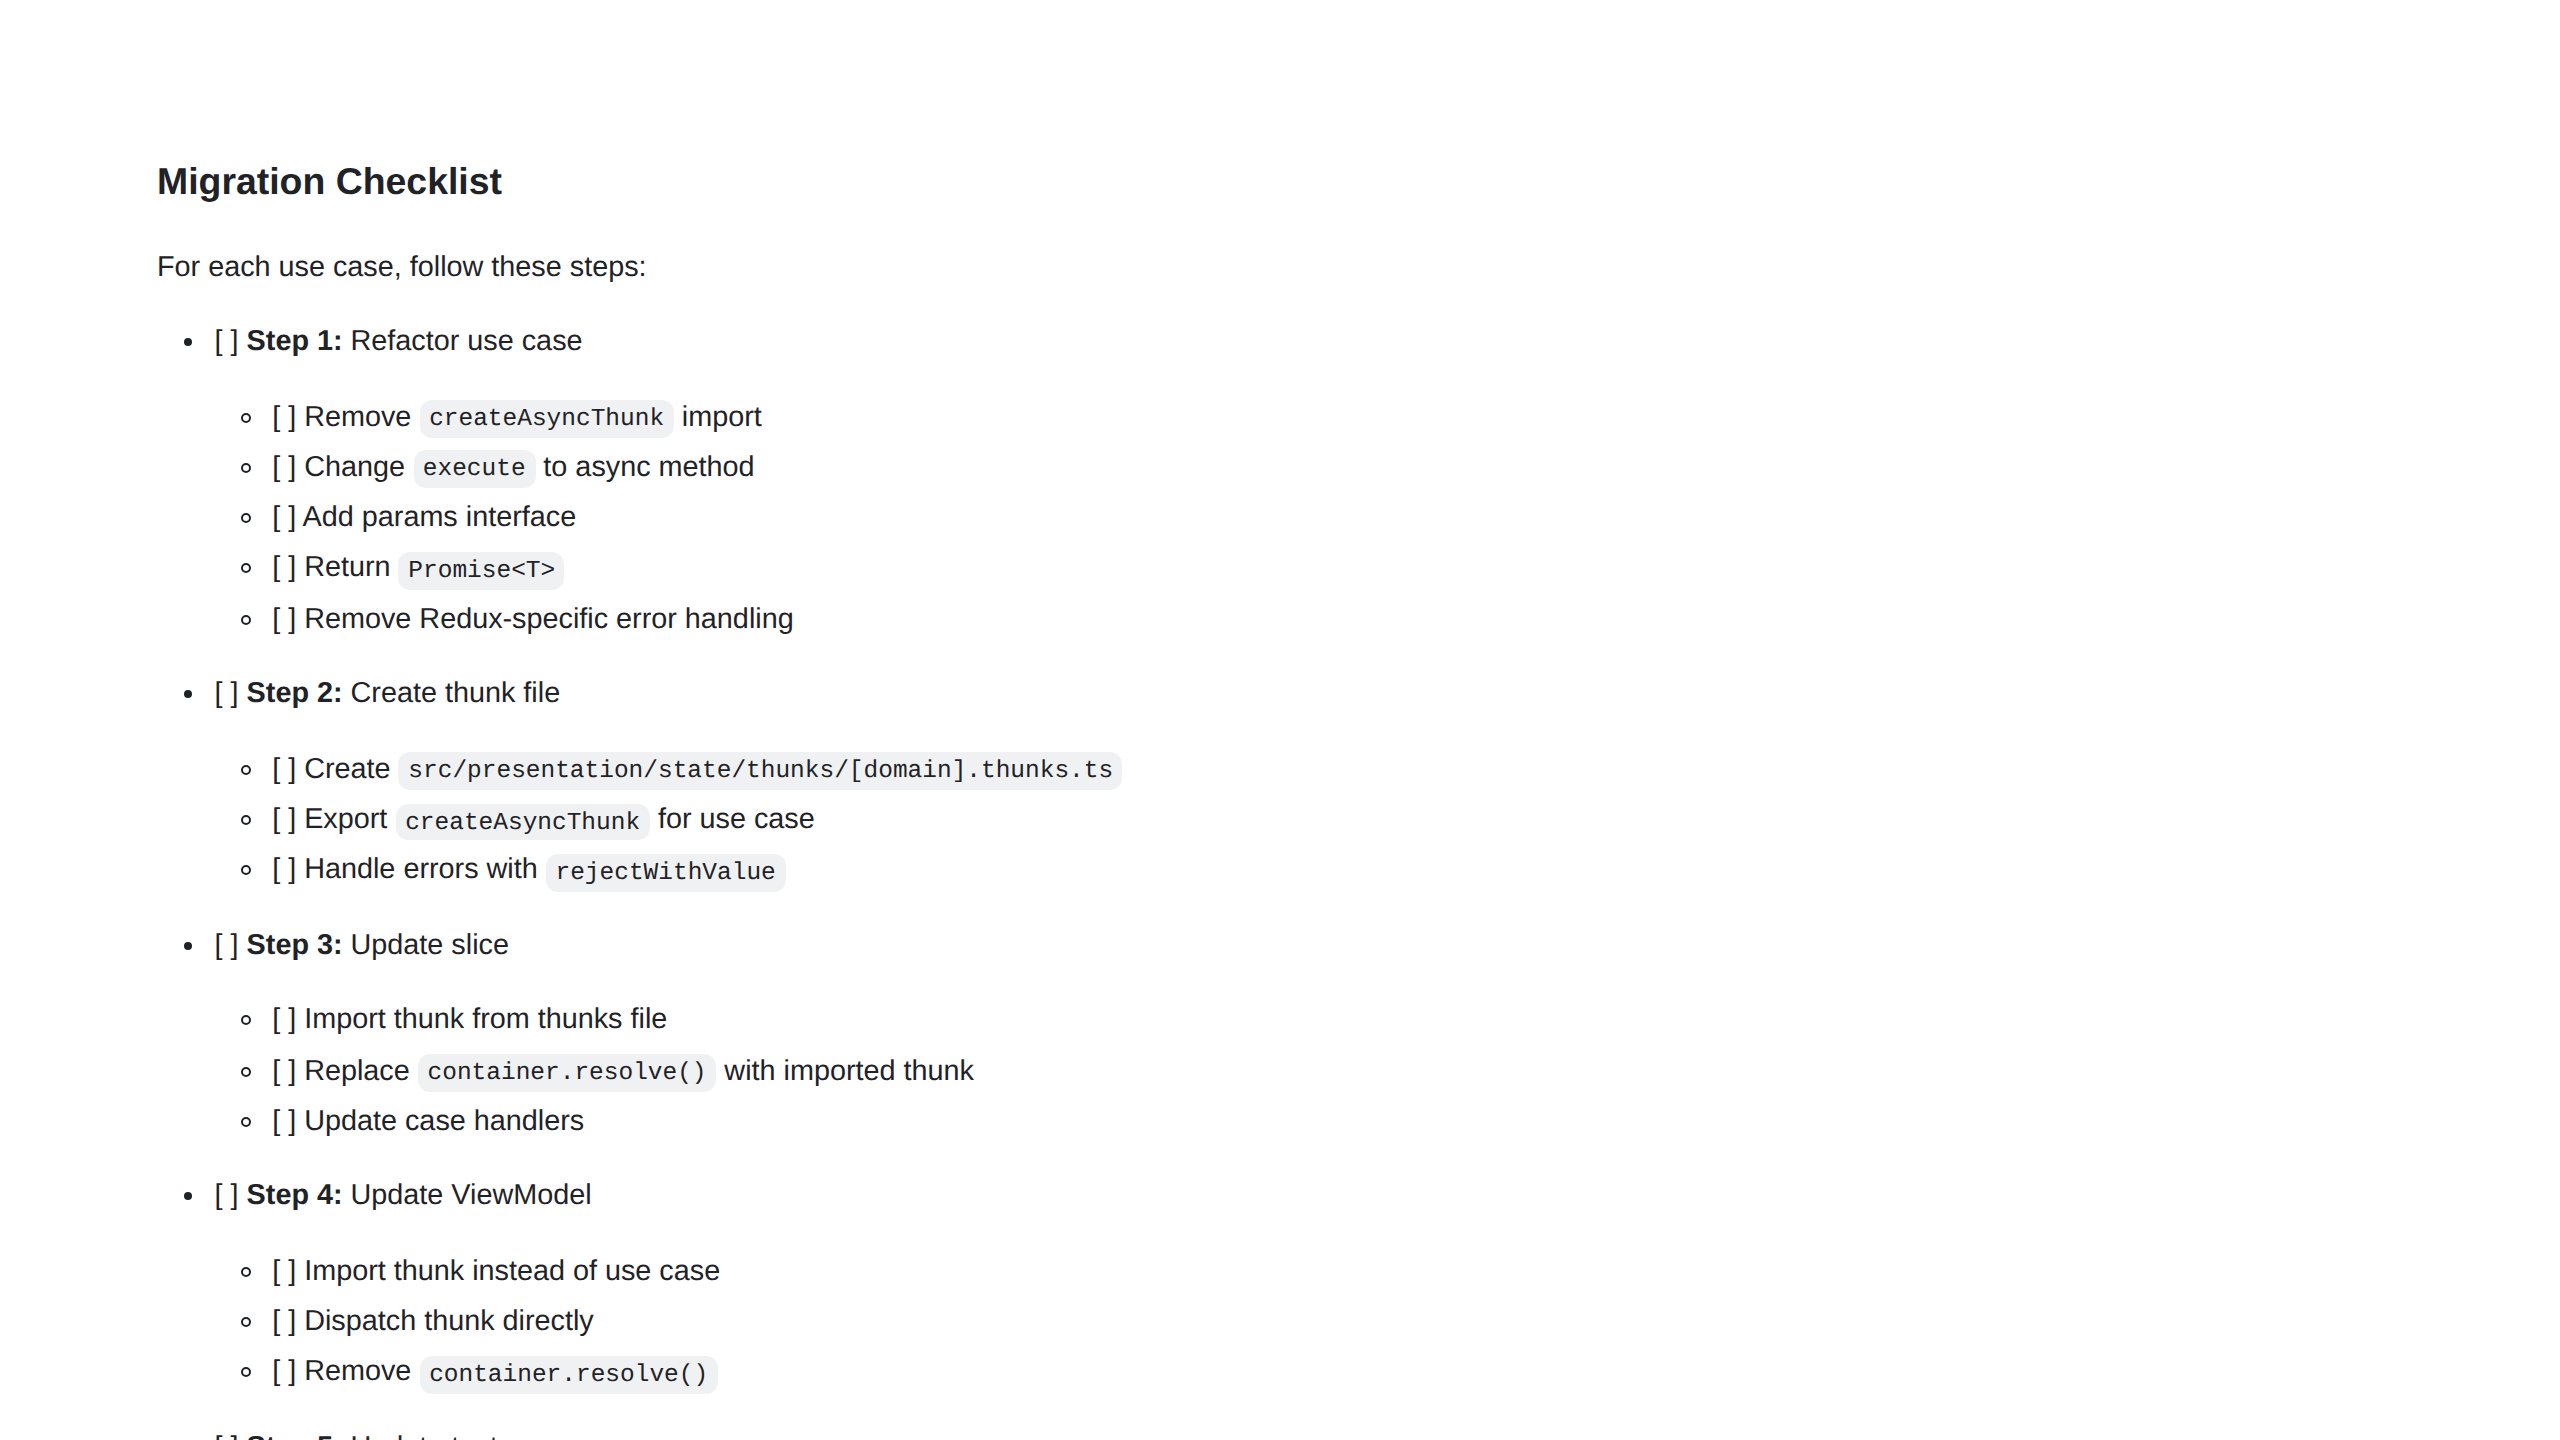 Migration Checklist
For each use case, follow these steps:
[ ] Step 1: Refactor use case
[ ] Remove createAsyncThunk import
[ ] Change execute to async method
[ ] Add params interface
[ ] Return Promise<T>
[ ] Remove Redux-specific error handling
[ ] Step 2: Create thunk file
[ ] Create src/presentation/state/thunks/[domain].thunks.ts
[ ] Export createAsyncThunk for use case
[ ] Handle errors with rejectWithValue
[ ] Step 3: Update slice
[ ] Import thunk from thunks file
[ ] Replace container.resolve() with imported thunk
[ ] Update case handlers
[ ] Step 4: Update ViewModel
[ ] Import thunk instead of use case
[ ] Dispatch thunk directly
[ ] Remove container.resolve()
[ ] Step 5: Update